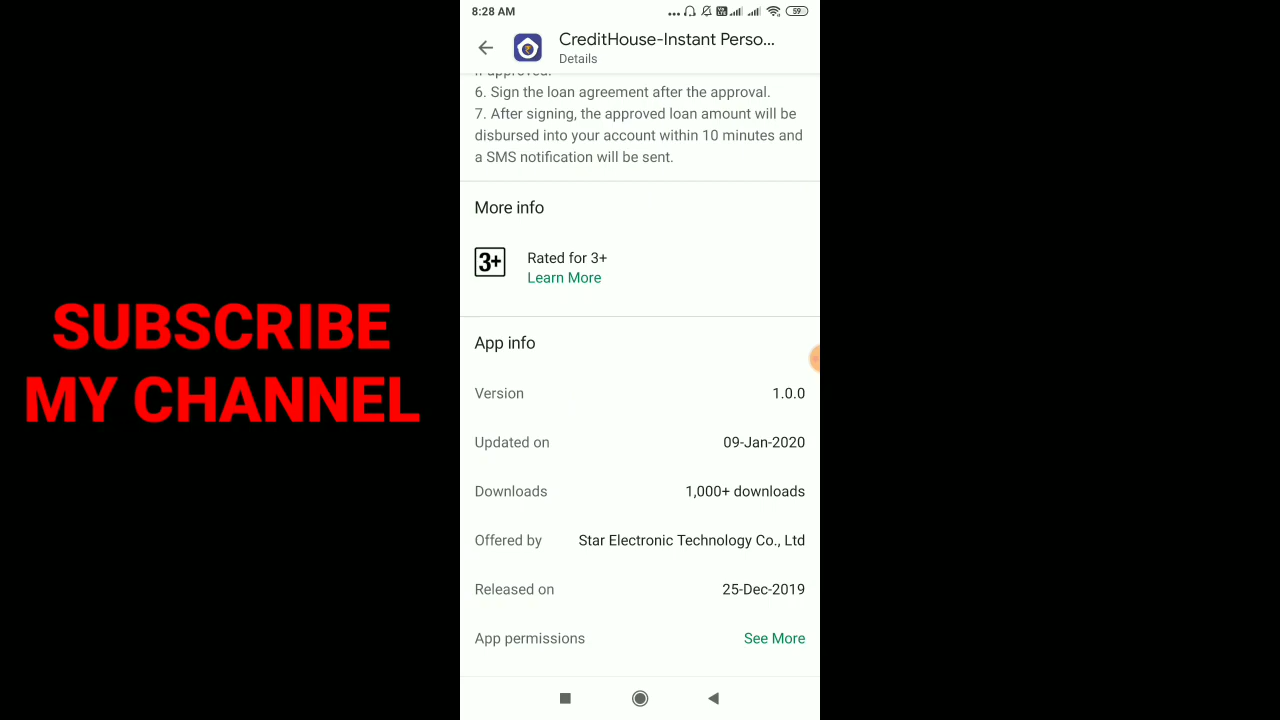 8:28 AM
59
CreditHouse-Instant Perso...
Details
if approved.
6. Sign the loan agreement after the approval.
7. After signing, the approved loan amount will be
disbursed into your account within 10 minutes and
a SMS notification will be sent.
More info
3+
Rated for 3+
Learn More
SUBSCRIBE
MY CHANNEL
App info
Version 1.0.0
Updated on 09-Jan-2020
Downloads 1,000+ downloads
Offered by Star Electronic Technology Co., Ltd
Released on 25-Dec-2019
App permissions See More